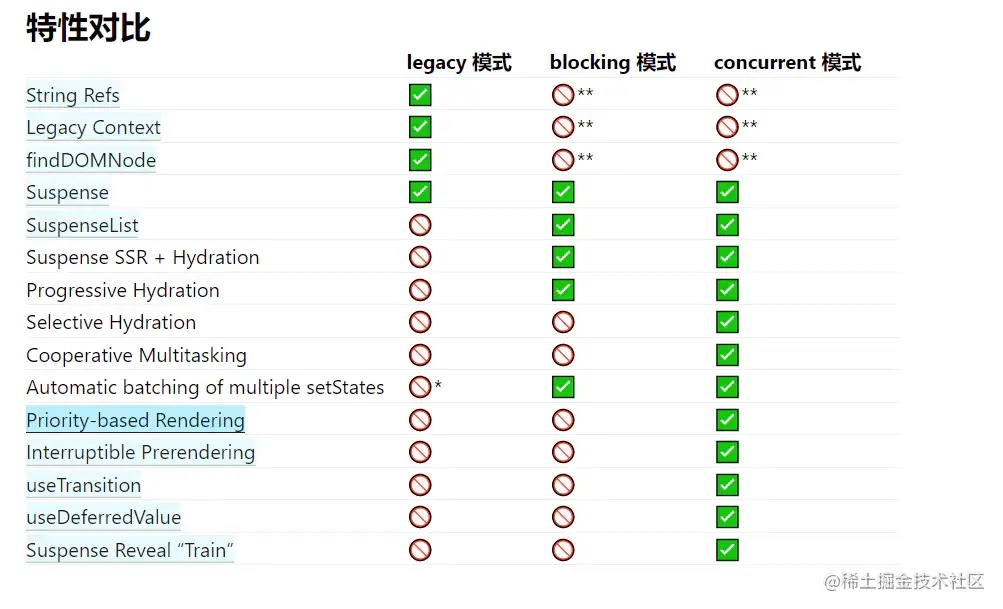 特性对比
legacy 模式 blocking 模式 concurrent 模式
String Refs ✅ 🚫** 🚫**
Legacy Context ✅ 🚫** 🚫**
findDOMNode ✅ 🚫** 🚫**
Suspense ✅ ✅ ✅
SuspenseList 🚫 ✅ ✅
Suspense SSR + Hydration 🚫 ✅ ✅
Progressive Hydration 🚫 ✅ ✅
Selective Hydration 🚫 🚫 ✅
Cooperative Multitasking 🚫 🚫 ✅
Automatic batching of multiple setStates 🚫* ✅ ✅
Priority-based Rendering 🚫 🚫 ✅
Interruptible Prerendering 🚫 🚫 ✅
useTransition 🚫 🚫 ✅
useDeferredValue 🚫 🚫 ✅
Suspense Reveal “Train” 🚫 🚫 ✅
@稀土掘金技术社区